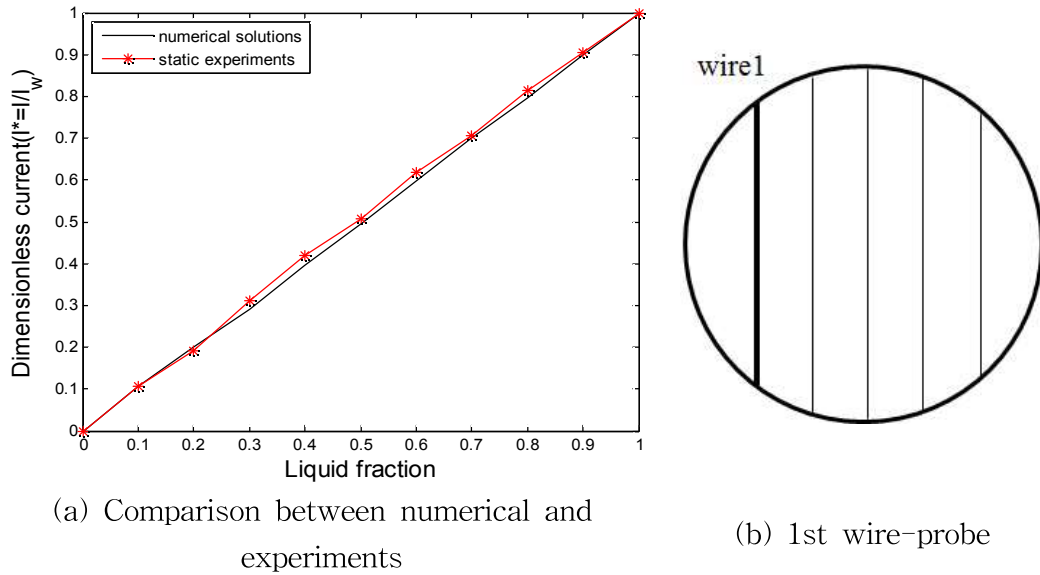 numerical solutions
static experiments
Dimensionless current(I*=I/I_w)
1
0.9
0.8
0.7
0.6
0.5
0.4
0.3
0.2
0.1
0
0 0.1 0.2 0.3 0.4 0.5 0.6 0.7 0.8 0.9 1
Liquid fraction
(a) Comparison between numerical and
experiments
wire1
(b) 1st wire-probe